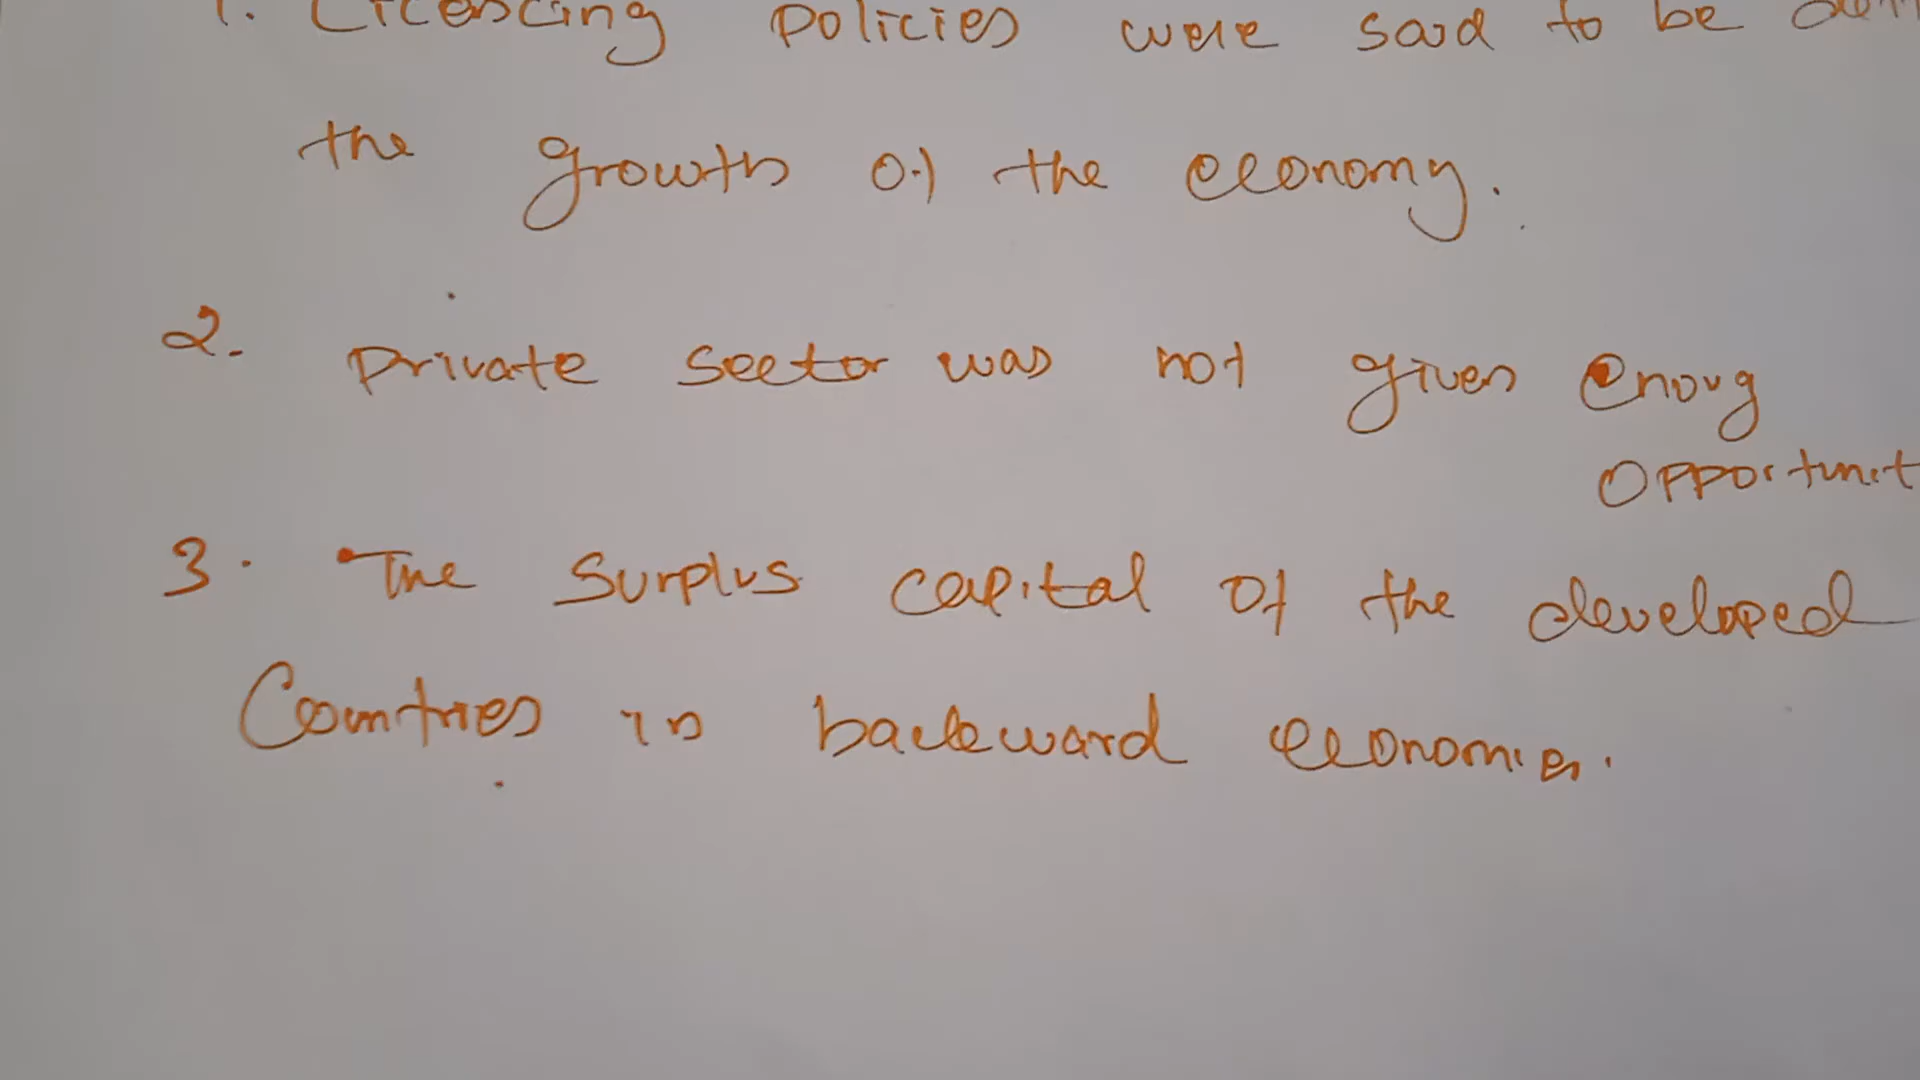 1. Licencing policies were said to be
the growth of the economy.
2. private sector was not given enoug
opportunit
3. The surplus capital of the developed
Countries in backward economies.